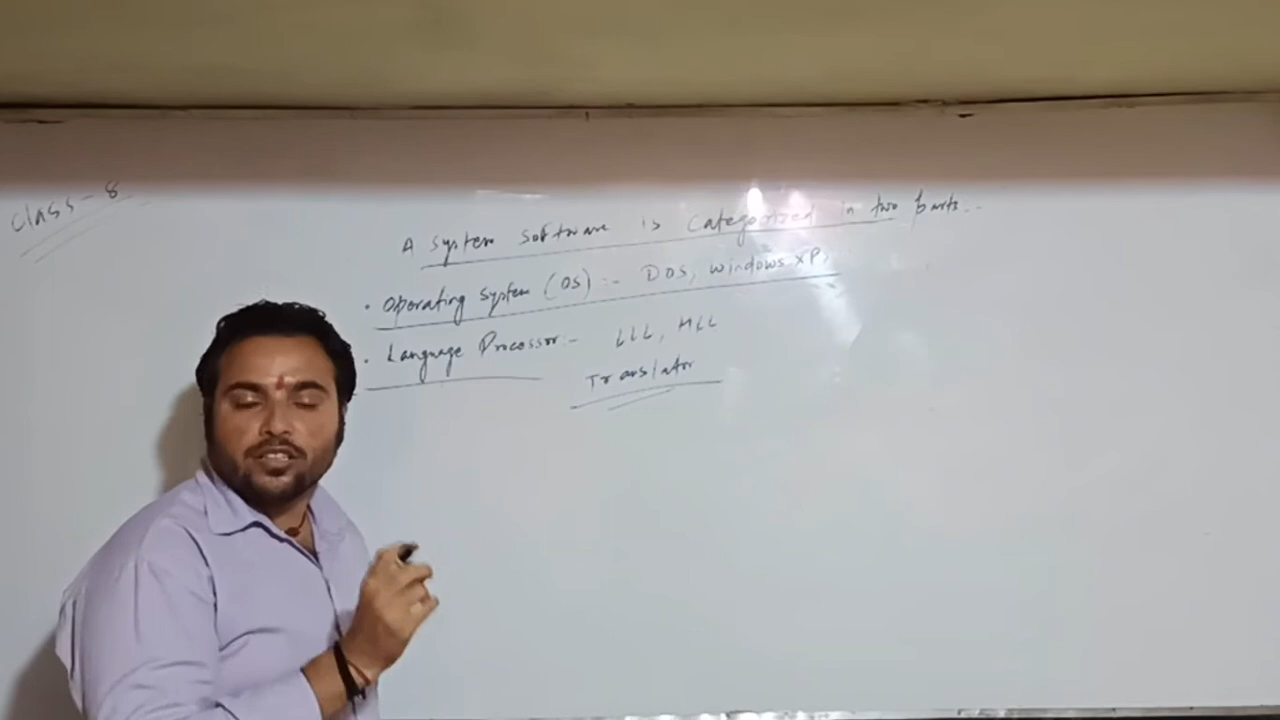 Class-8
A System Software is Categorized in two parts...
• Operating System (OS) :- DOS, Windows XP,
• Language Processor :- LLL, HLL
Translator